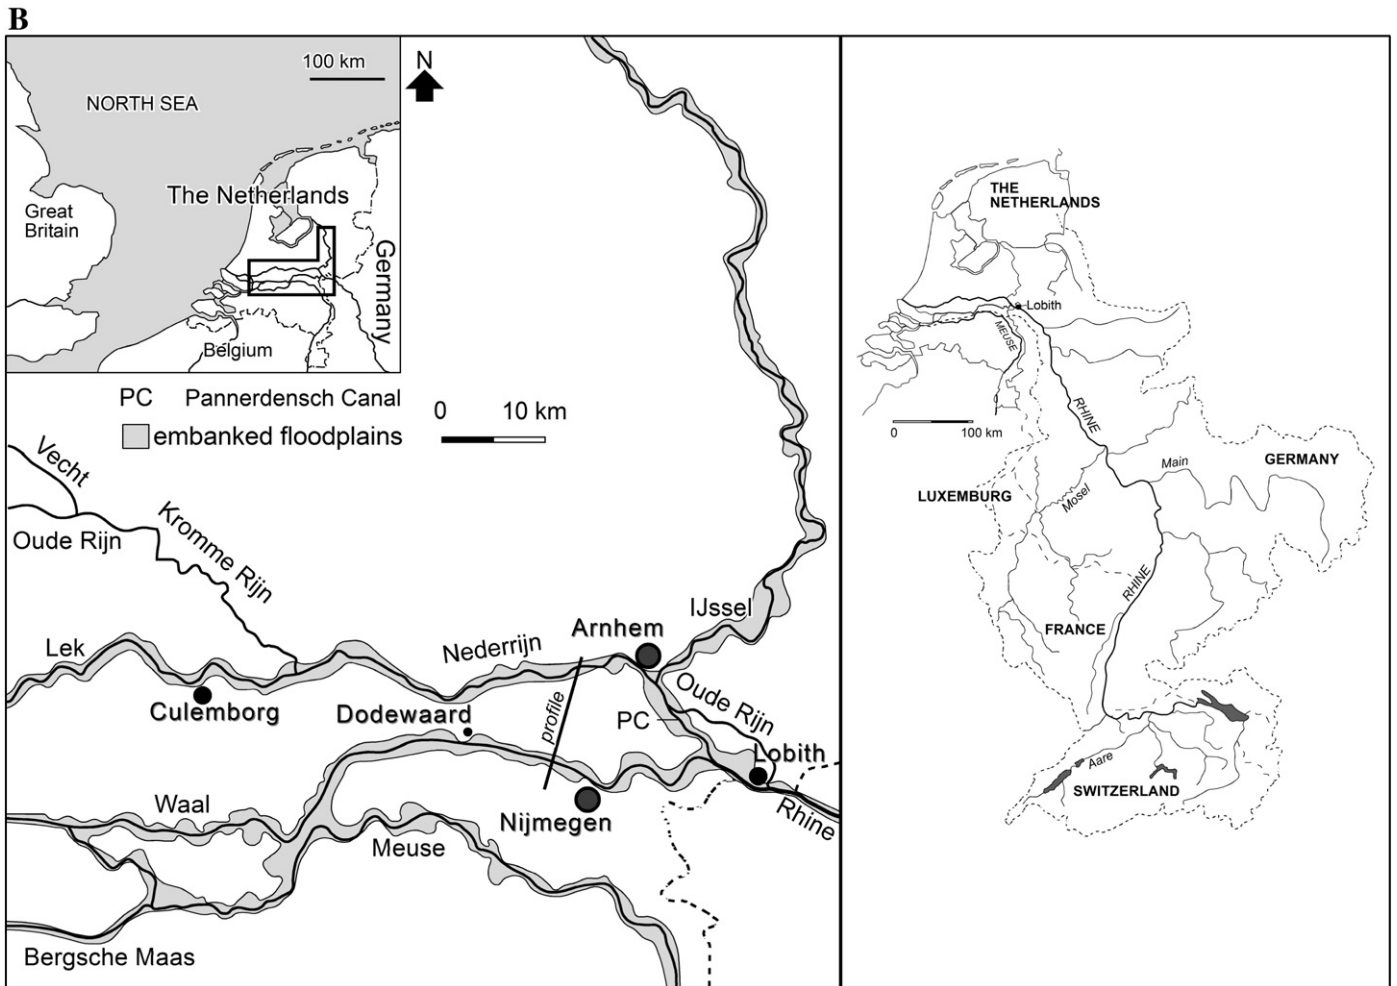 B
100 km
N
NORTH SEA
The Netherlands
Great
Britain
Germany
Belgium
PC Pannerdensch Canal
embanked floodplains
0 10 km
Vecht
Oude Rijn
Kromme Rijn
Lek
Culemborg
Nederrijn
Arnhem
IJssel
Dodewaard
profile
PC
Oude Rijn
Lobith
Rhine
Waal
Nijmegen
Meuse
Bergsche Maas
THE
NETHERLANDS
Lobith
MEUSE
0 100 km
RHINE
Main
GERMANY
LUXEMBURG
Mosel
RHINE
FRANCE
Aare
SWITZERLAND